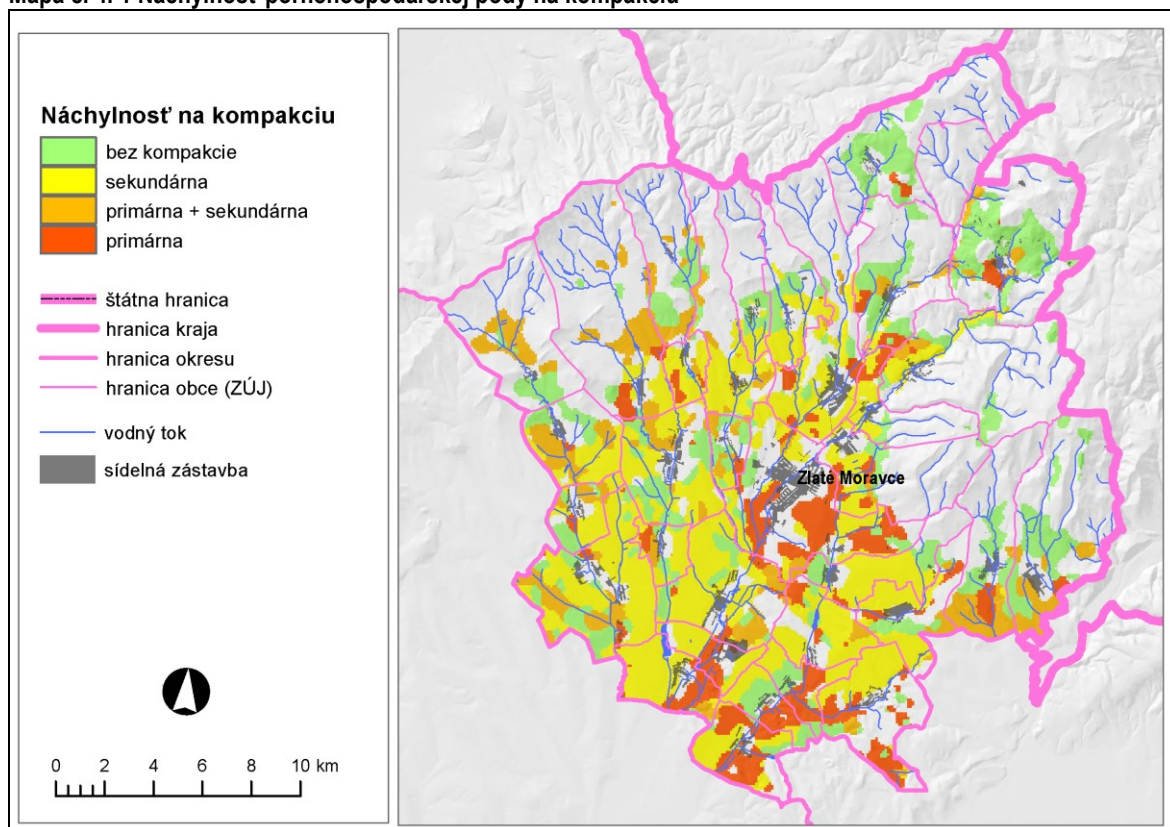 Náchylnosť na kompakciu
bez kompakcie
sekundárna
primárna + sekundárna
primárna
štátna hranica
hranica kraja
hranica okresu
hranica obce (ZÚJ)
vodný tok
sídelná zástavba
0 2 4 6 8 10 km
Zlaté Moravce